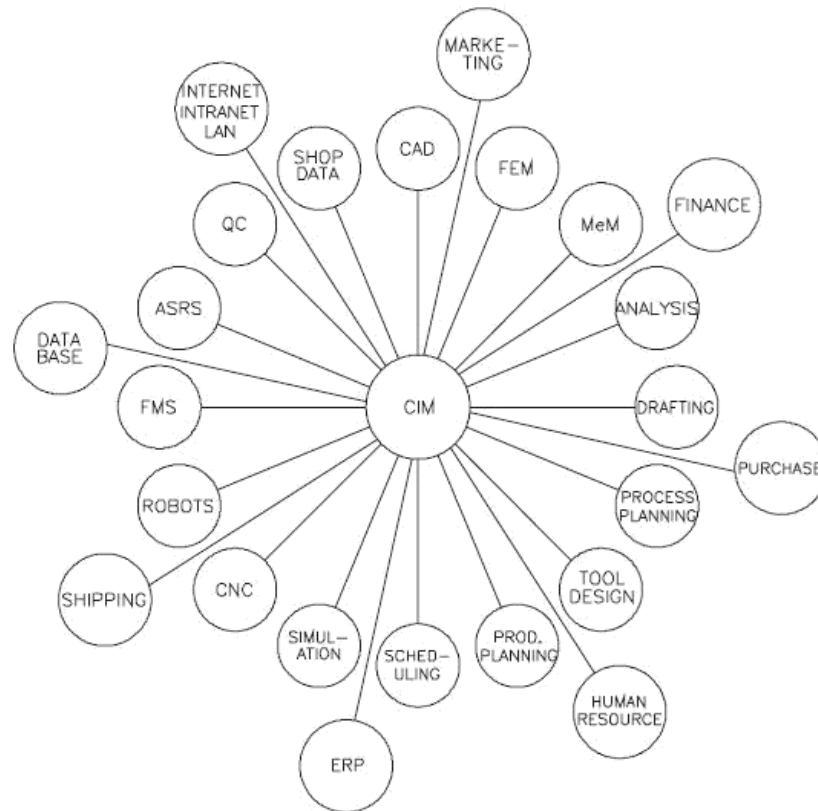 MARKE-
TING
INTERNET
INTRANET
LAN
SHOP
DATA
CAD
FEM
QC
MeM
FINANCE
ASRS
ANALYSIS
DATA
BASE
FMS
CIM
DRAFTING
PURCHASE
ROBOTS
PROCESS
PLANNING
SHIPPING
CNC
TOOL
DESIGN
SIMUL-
ATION
SCHED-
ULING
PROD.
PLANNING
HUMAN
RESOURCE
ERP